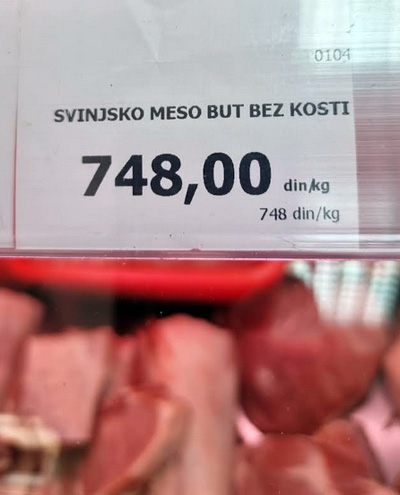 0104
SVINJSKO MESO BUT BEZ KOSTI
748,00 din/kg
748 din/kg